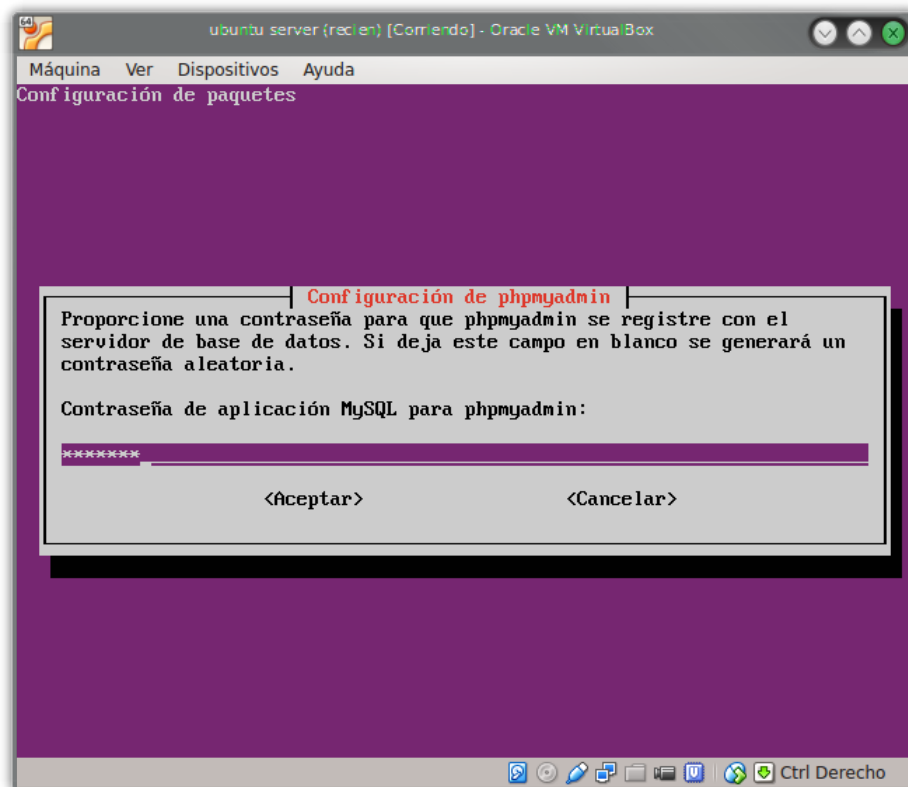 64
ubuntu server (recien) [Corriendo] - Oracle VM VirtualBox
Máquina Ver Dispositivos Ayuda
Configuración de paquetes
Configuración de phpmyadmin
Proporcione una contraseña para que phpmyadmin se registre con el
servidor de base de datos. Si deja este campo en blanco se generará un
contraseña aleatoria.
Contraseña de aplicación MySQL para phpmyadmin:
*******
<Aceptar> <Cancelar>
Ctrl Derecho